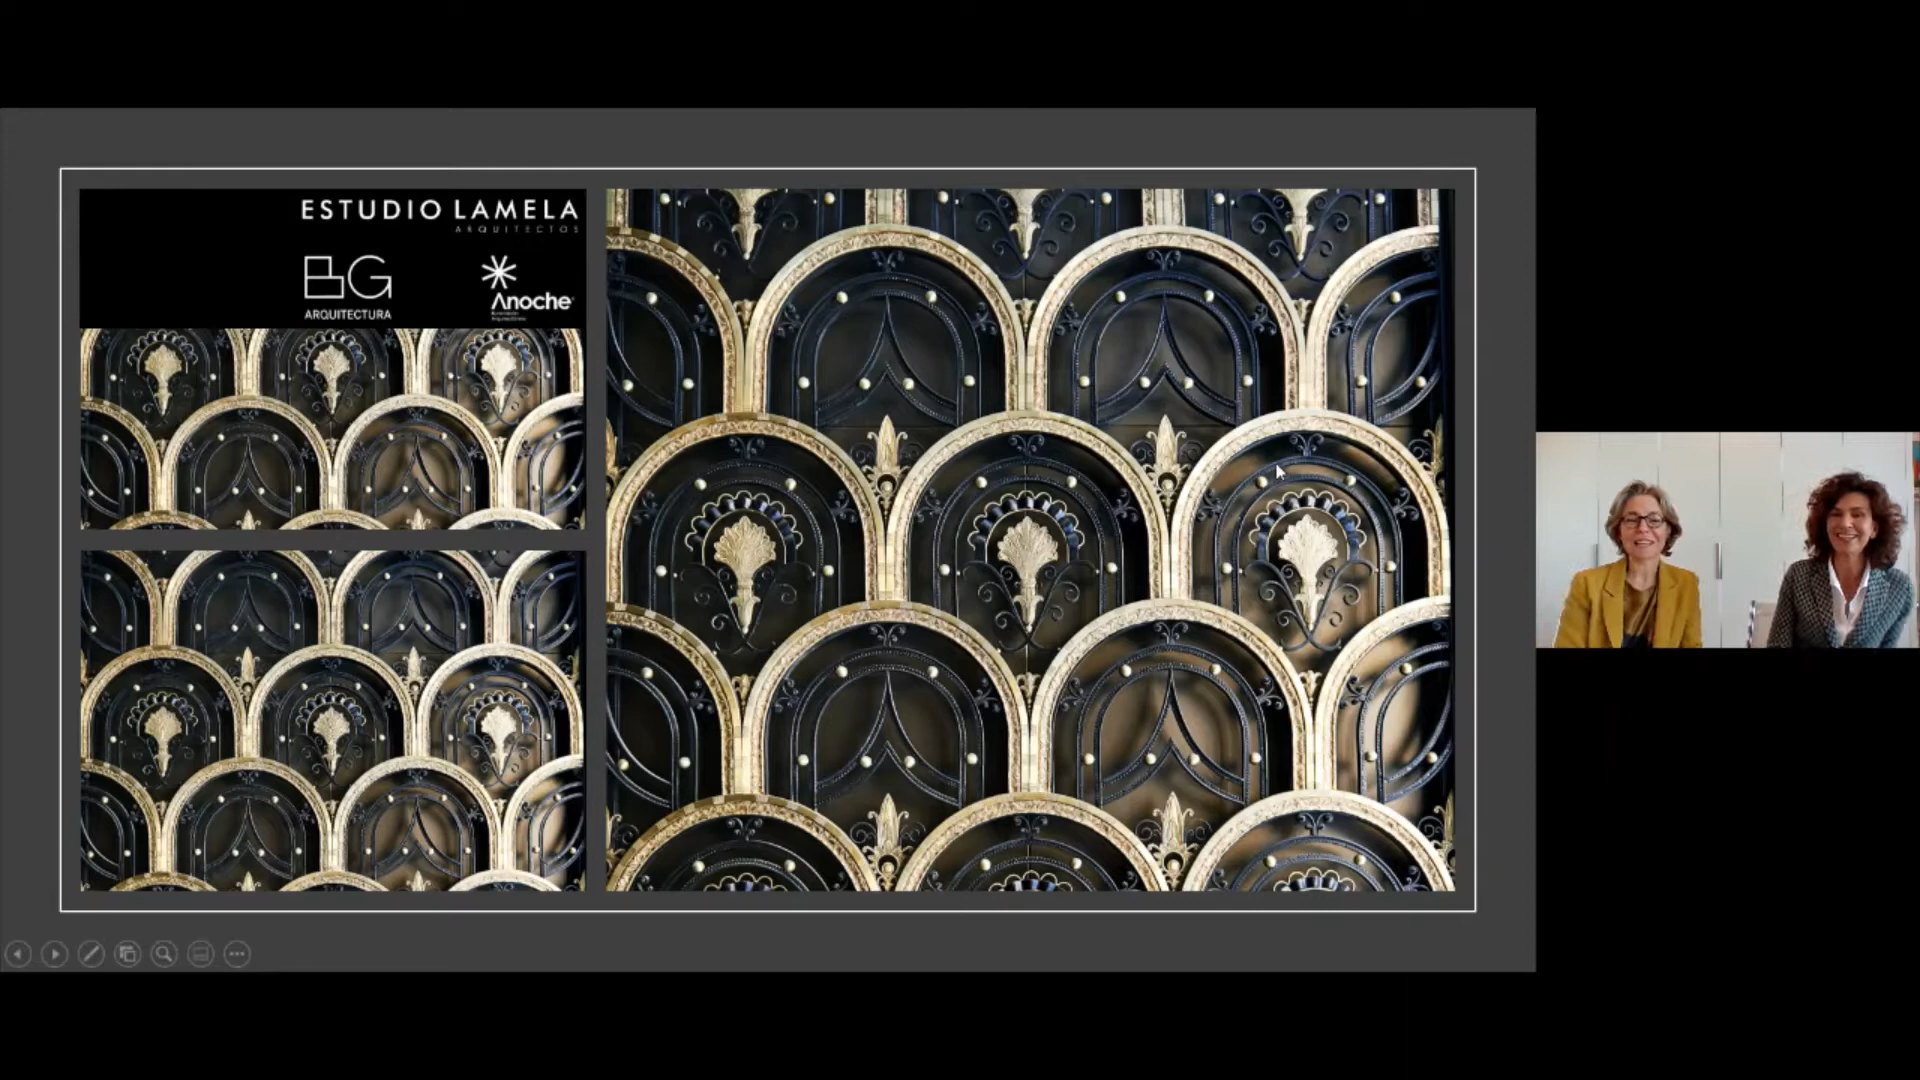 ESTUDIO LAMELA
ARQUITECTOS
BG
ARQUITECTURA
Anoche